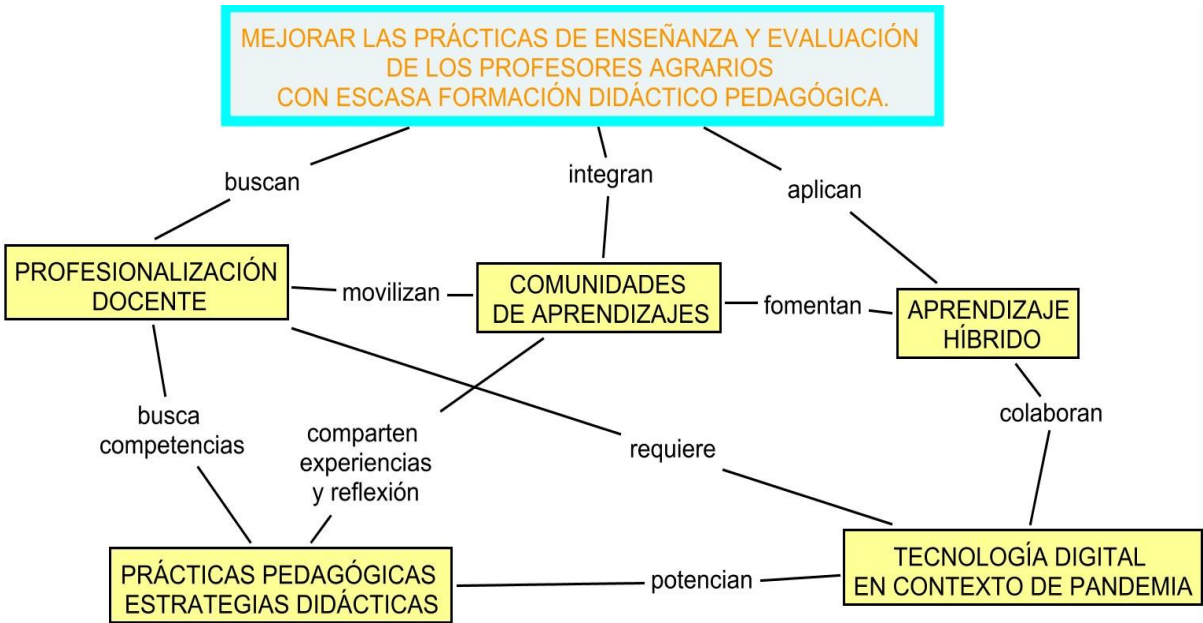 MEJORAR LAS PRÁCTICAS DE ENSEÑANZA Y EVALUACIÓN
DE LOS PROFESORES AGRARIOS
CON ESCASA FORMACIÓN DIDÁCTICO PEDAGÓGICA.
buscan
integran
aplican
PROFESIONALIZACIÓN
DOCENTE
movilizan
COMUNIDADES
DE APRENDIZAJES
fomentan
APRENDIZAJE
HÍBRIDO
busca
competencias
comparten
experiencias
y reflexión
requiere
colaboran
PRÁCTICAS PEDAGÓGICAS
ESTRATEGIAS DIDÁCTICAS
potencian
TECNOLOGÍA DIGITAL
EN CONTEXTO DE PANDEMIA